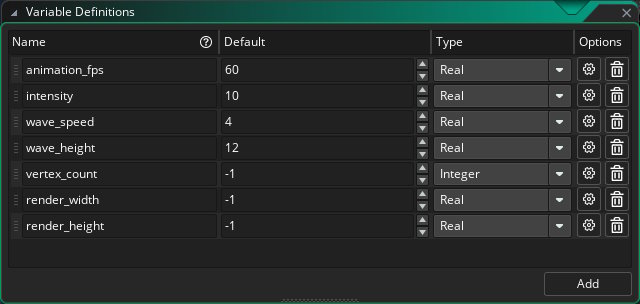 Variable Definitions
Name Default Type Options
animation_fps 60 Real
intensity 10 Real
wave_speed 4 Real
wave_height 12 Real
vertex_count -1 Integer
render_width -1 Real
render_height -1 Real
Add